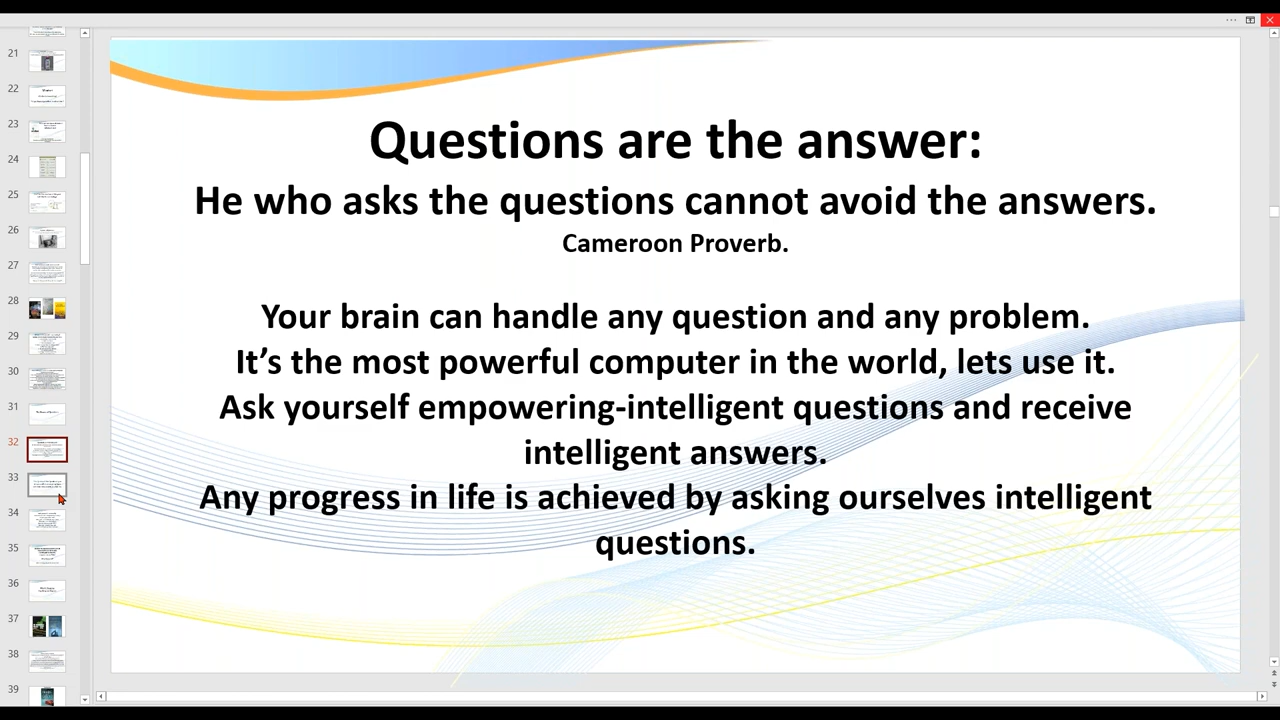 21
22
23
24
25
26
27
28
29
30
31
32
33
34
35
36
37
38
39
Questions are the answer:
He who asks the questions cannot avoid the answers.
Cameroon Proverb.
Your brain can handle any question and any problem.
It’s the most powerful computer in the world, lets use it.
Ask yourself empowering-intelligent questions and receive
intelligent answers.
Any progress in life is achieved by asking ourselves intelligent
questions.